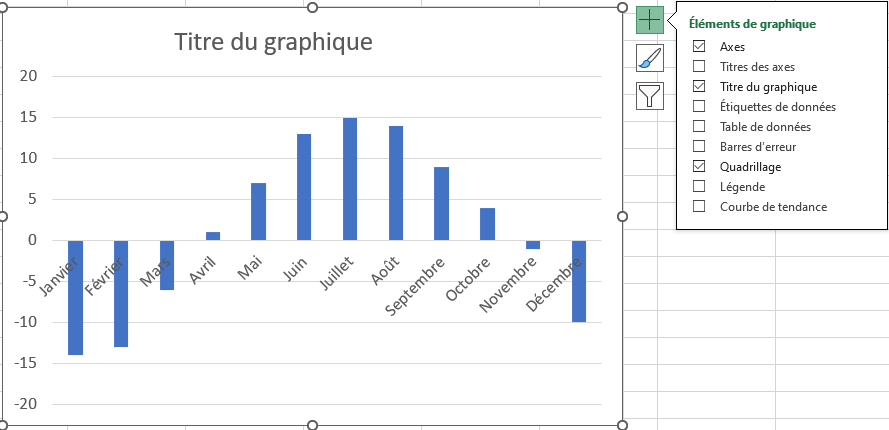 Titre du graphique
20
15
10
5
0
-5
-10
-15
-20
Janvier
Février
Mars
Avril
Mai
Juin
Juillet
Août
Septembre
Octobre
Novembre
Décembre
Éléments de graphique
Axes
Titres des axes
Titre du graphique
Étiquettes de données
Table de données
Barres d'erreur
Quadrillage
Légende
Courbe de tendance